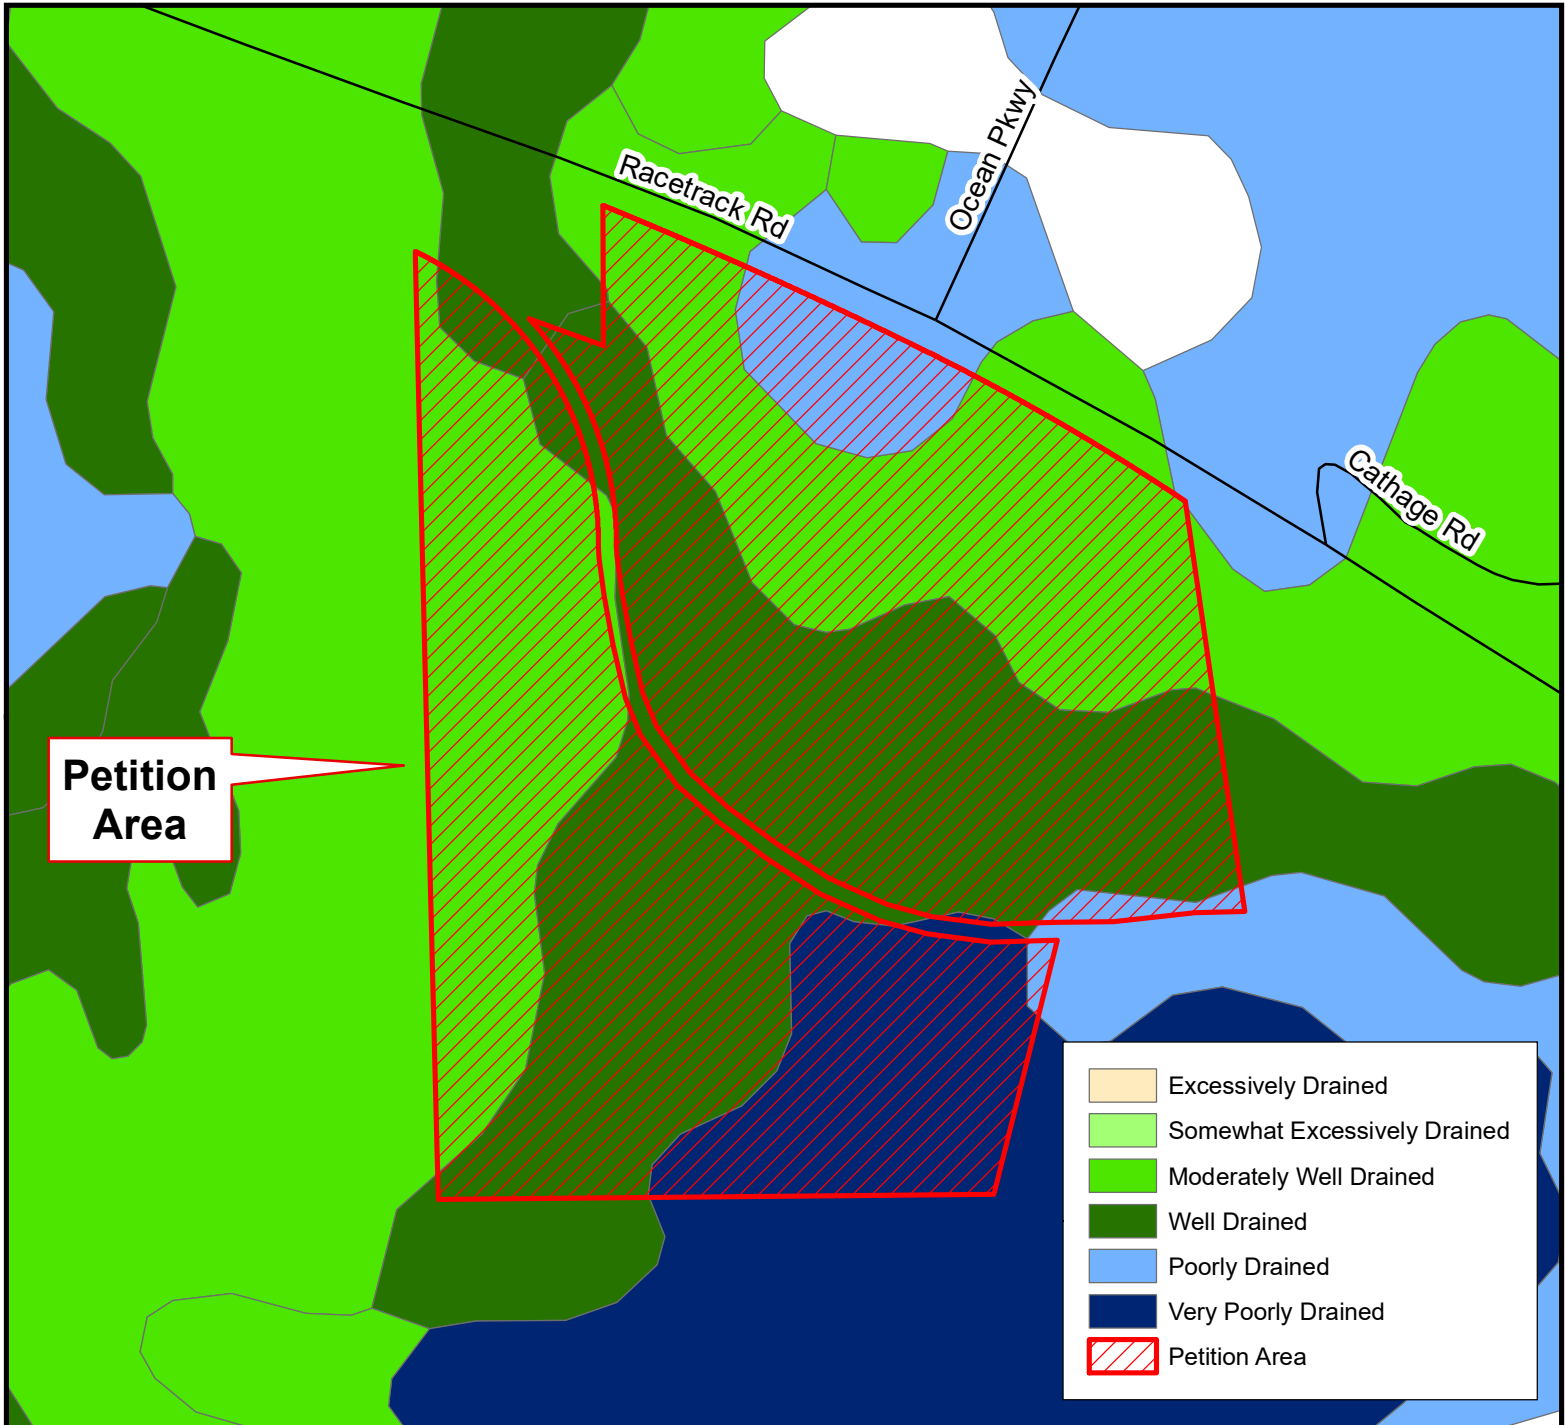 Ocean Pkwy
Racetrack Rd
Cathage Rd
Petition
Area
Excessively Drained
Somewhat Excessively Drained
Moderately Well Drained
Well Drained
Poorly Drained
Very Poorly Drained
Petition Area